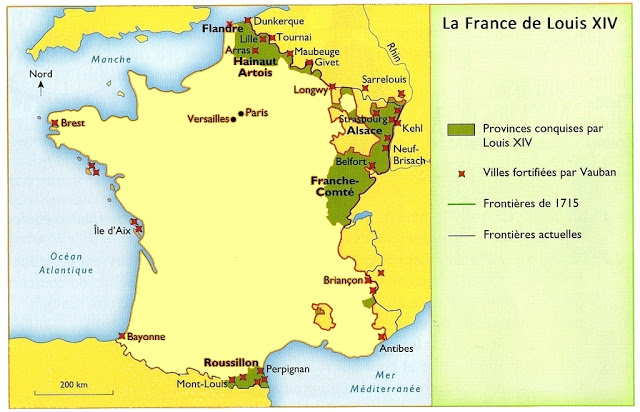 La France de Louis XIV
Provinces conquises par
Louis XIV
Villes fortifiées par Vauban
Frontières de 1715
Frontières actuelles
Dunkerque
Flandre
Lille
Tournai
Arras
Maubeuge
Hainaut
Givet
Artois
Manche
Rhin
Nord
Longwy
Sarrelouis
Brest
Versailles
Paris
Strasbourg
Kehl
Alsace
Neuf-
Brisach
Belfort
Franche-
Comté
Île d'Aix
Océan
Atlantique
Briançon
Bayonne
Antibes
Roussillon
Perpignan
Mont-Louis
Mer
Méditerranée
200 km